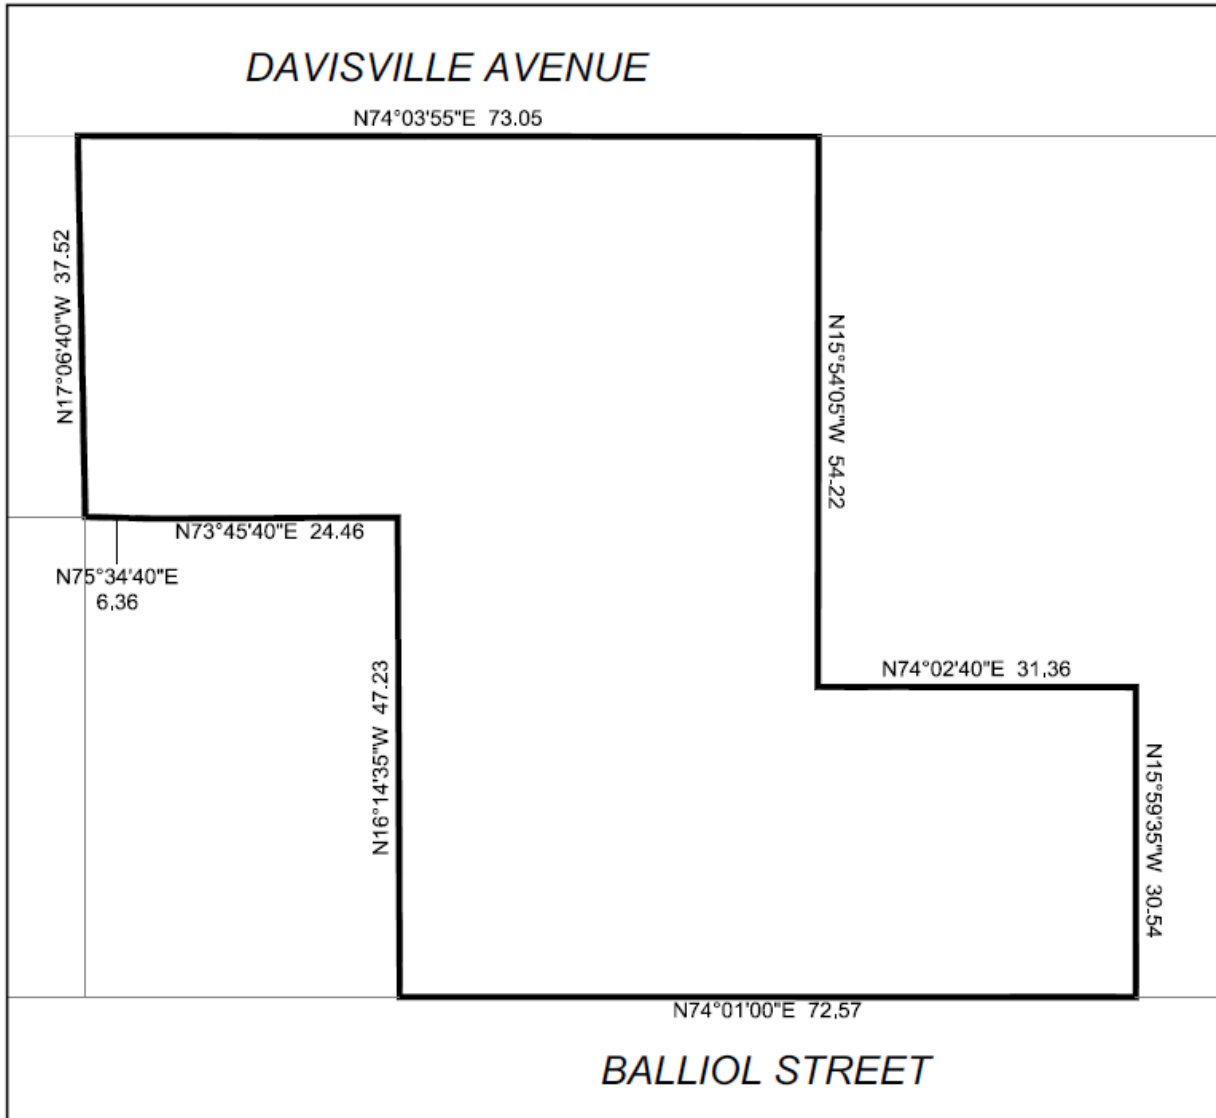 DAVISVILLE AVENUE
N74°03'55"E 73.05
N17°06'40"W 37.52
N15°54'05"W 54.22
N73°45'40"E 24.46
N75°34'40"E
6.36
N74°02'40"E 31.36
N16°14'35"W 47.23
N15°59'35"W 30.54
N74°01'00"E 72.57
BALLIOL STREET